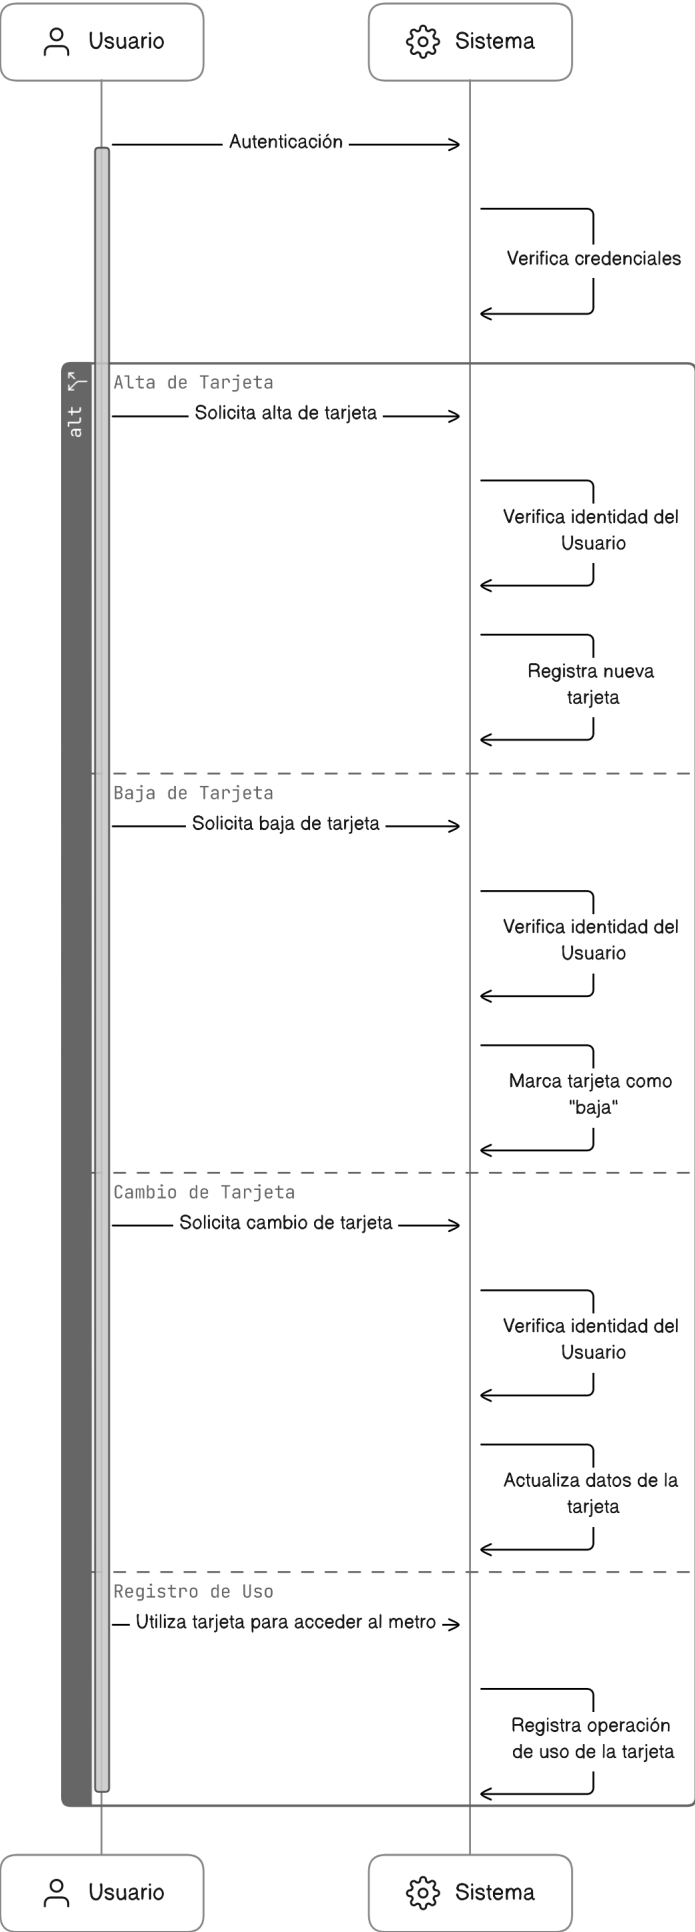 Usuario
Sistema
Autenticación
Verifica credenciales
alt
Alta de Tarjeta
Solicita alta de tarjeta
Verifica identidad del
Usuario
Registra nueva
tarjeta
Baja de Tarjeta
Solicita baja de tarjeta
Verifica identidad del
Usuario
Marca tarjeta como
"baja"
Cambio de Tarjeta
Solicita cambio de tarjeta
Verifica identidad del
Usuario
Actualiza datos de la
tarjeta
Registro de Uso
Utiliza tarjeta para acceder al metro
Registra operación
de uso de la tarjeta
Usuario
Sistema